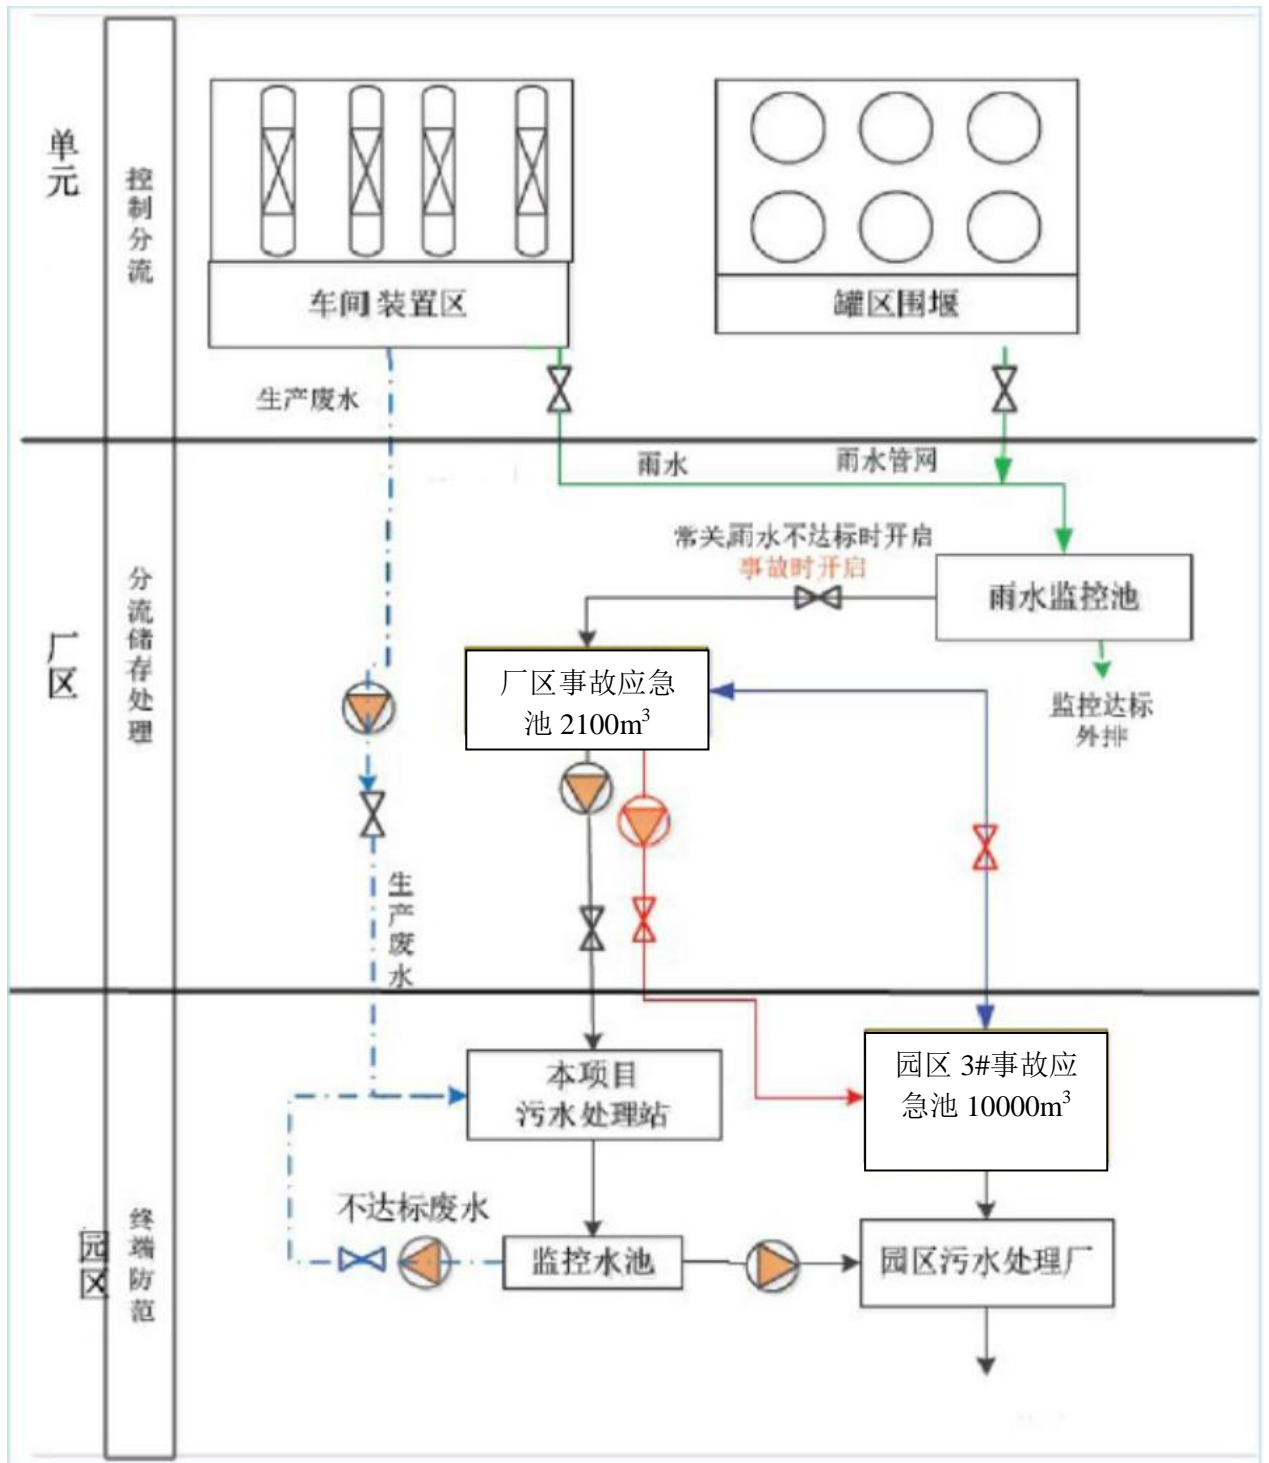 单元
控制分流
车间 装置区
罐区围堰
生产废水
雨水
雨水管网
常关,雨水不达标时开启
事故时开启
雨水监控池
厂区
分流储存处理
厂区事故应急
池 2100m³
监控达标
外排
生产废水
本项目
污水处理站
园区 3#事故应
急池 10000m³
园区
终端防范
不达标废水
监控水池
园区污水处理厂